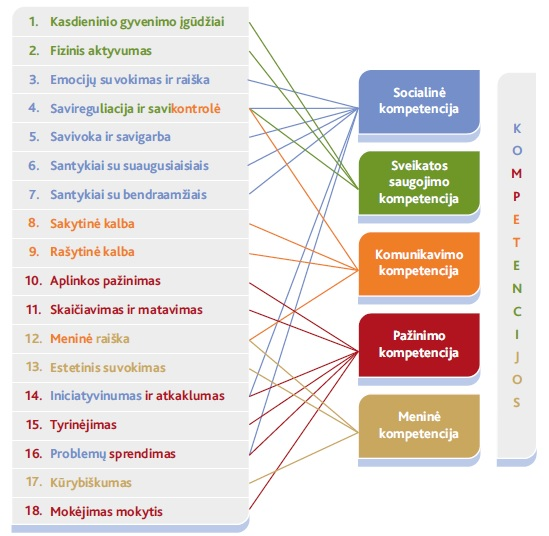 1. Kasdieninio gyvenimo įgūdžiai
2. Fizinis aktyvumas
3. Emocijų suvokimas ir raiška
4. Savireguliacija ir savikontrolė
5. Savivoka ir savigarba
6. Santykiai su suaugusiaisiais
7. Santykiai su bendraamžiais
8. Sakytinė kalba
9. Rašytinė kalba
10. Aplinkos pažinimas
11. Skaičiavimas ir matavimas
12. Meninė raiška
13. Estetinis suvokimas
14. Iniciatyvinumas ir atkaklumas
15. Tyrinėjimas
16. Problemų sprendimas
17. Kūrybiškumas
18. Mokėjimas mokytis
Socialinė
kompetencija
Sveikatos
saugojimo
kompetencija
Komunikavimo
kompetencija
Pažinimo
kompetencija
Meninė
kompetencija
KOMPETENCIJOS